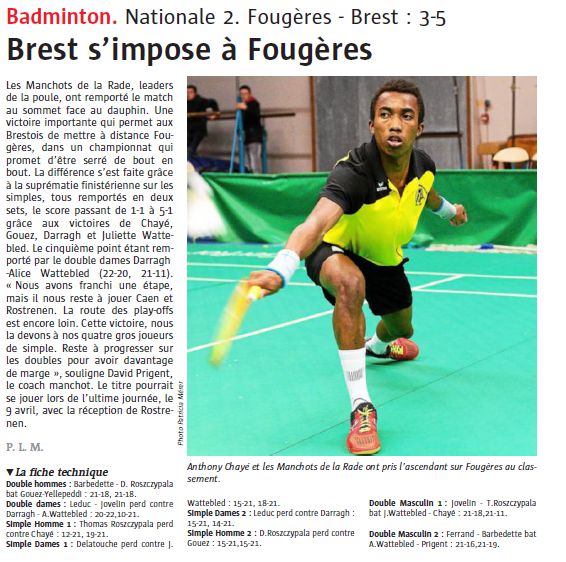 Badminton. Nationale 2. Fougères - Brest : 3-5
Brest s’impose à Fougères
Les Manchots de la Rade, leaders
de la poule, ont remporté le match
au sommet face au dauphin. Une
victoire importante qui permet aux
Brestois de mettre à distance Fou-
gères, dans un championnat qui
promet d’être serré de bout en
bout. La différence s’est faite grâce
à la suprématie finistérienne sur les
simples, tous remportés en deux
sets, le score passant de 1-1 à 5-1
grâce aux victoires de Chayé,
Gouez, Darragh et Juliette Watte-
bled. Le cinquième point étant rem-
porté par le double dames Darragh
-Alice Wattebled (22-20, 21-11).
« Nous avons franchi une étape,
mais il nous reste à jouer Caen et
Rostrenen. La route des play-offs
est encore loin. Cette victoire, nous
la devons à nos quatre gros joueurs
de simple. Reste à progresser sur
les doubles pour avoir davantage
de marge », souligne David Prigent,
le coach manchot. Le titre pourrait
se jouer lors de l’ultime journée, le
9 avril, avec la réception de Rostre-
nen.
P. L. M.
Photo Patricia Mérer
Anthony Chayé et les Manchots de la Rade ont pris l’ascendant sur Fougères au clas-
sement.
▼La fiche technique
Double hommes : Barbedette - D. Roszczypala
bat Gouez-Yellepeddi : 21-18, 21-18.
Double dames : Leduc - Jovelin perd contre
Darragh - A.Wattebled : 20-22,10-21.
Simple Homme 1 : Thomas Roszczypala perd
contre Chayé : 12-21, 19-21.
Simple Dames 1 : Delatouche perd contre J.
Wattebled : 15-21, 18-21.
Simple Dames 2 : Leduc perd contre Darragh :
15-21, 14-21.
Simple Homme 2 : D.Roszczypala perd contre
Gouez : 15-21,15-21.
Double Masculin 1 : Jovelin - T.Roszczypala
bat J.Wattebled - Chayé : 21-18,21-11.
Double Masculin 2 : Ferrand - Barbedette bat
A.Wattebled - Prigent : 21-16,21-19.